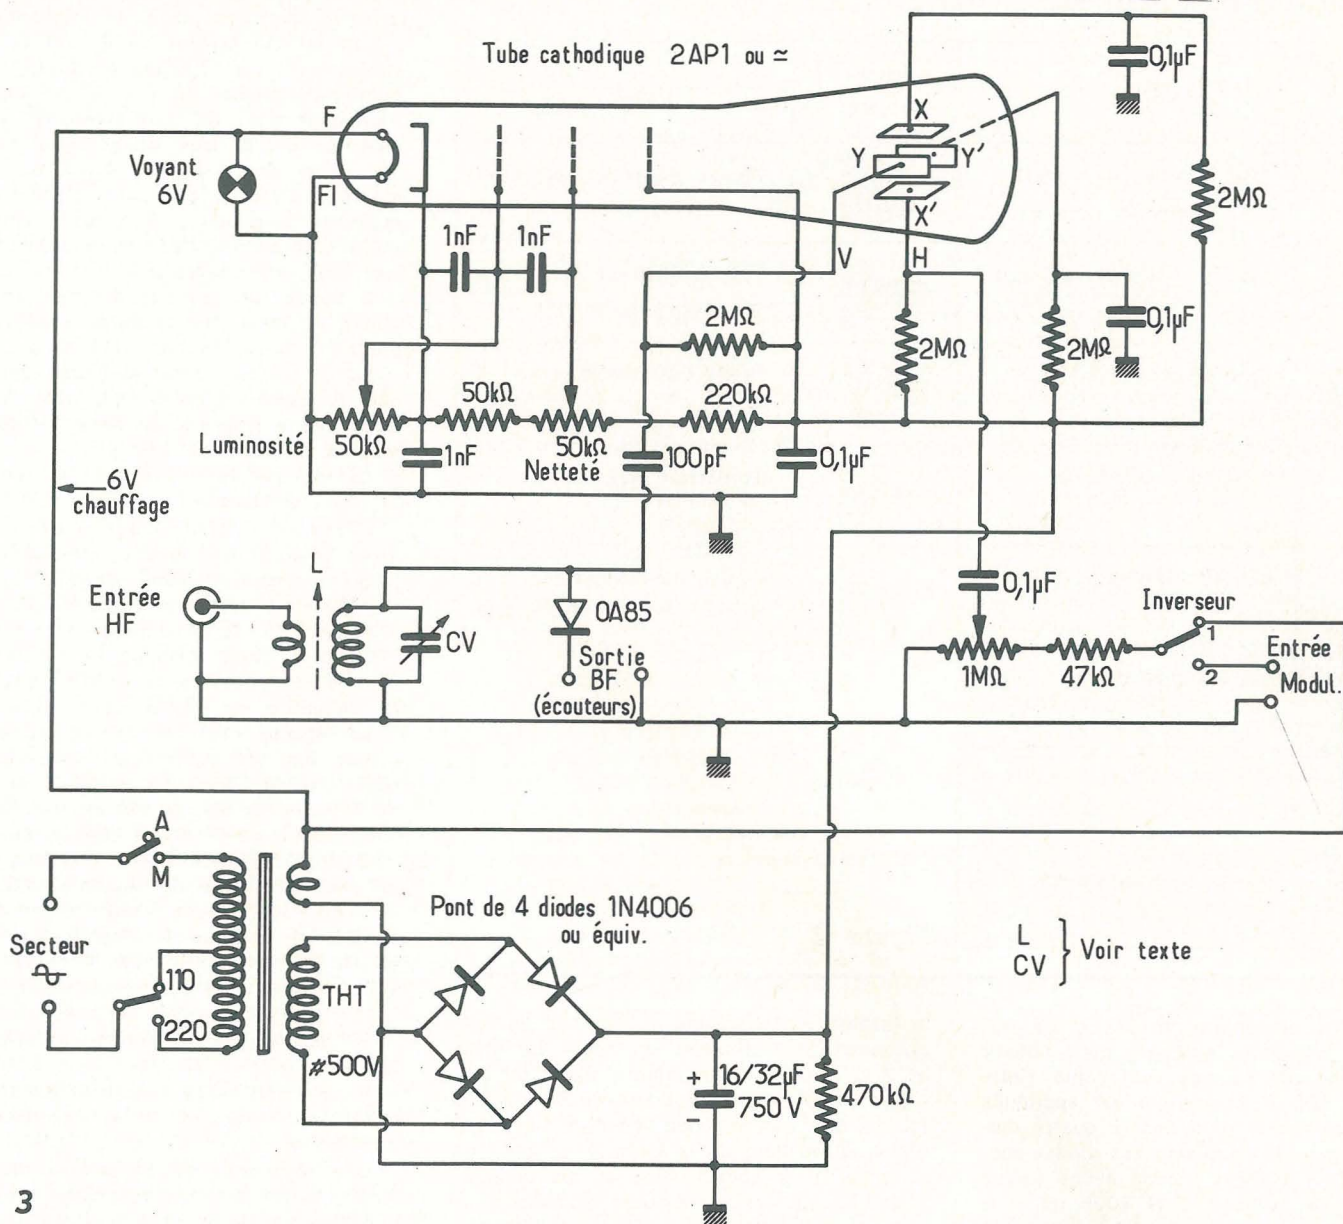 Tube cathodique 2AP1 ou ≃
0,1µF
F
X
Voyant
6V
Y
Y'
FI
X'
2MΩ
1nF
1nF
V
H
2MΩ
0,1µF
2MΩ
2MΩ
50kΩ
220kΩ
Luminosité
50kΩ
50kΩ
1nF
Netteté
100pF
0,1µF
6V
chauffage
L
Entrée
HF
0A85
0,1µF
Inverseur
CV
1
Entrée
Sortie
BF
(écouteurs)
1MΩ
47kΩ
2
Modul.
A
M
Pont de 4 diodes 1N4006
ou équiv.
Secteur
L
CV
Voir texte
110
THT
220
#500V
+
16/32µF
750V
-
470kΩ
3